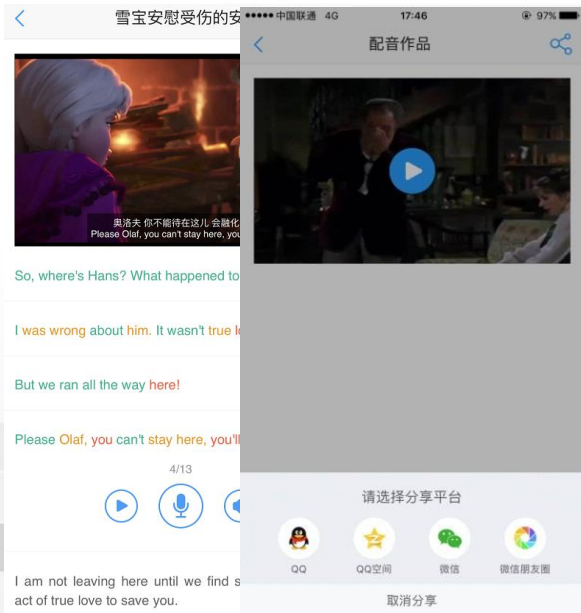 雪宝安慰受伤的安
奥洛夫 你不能待在这儿 会融化
Please Olaf, you can't stay here, you
So, where's Hans? What happened to
I was wrong about him. It wasn't true l
But we ran all the way here!
Please Olaf, you can't stay here, you'll
4/13
I am not leaving here until we find s
act of true love to save you.
中国联通 4G 17:46 97%
配音作品
请选择分享平台
QQ QQ空间 微信 微信朋友圈
取消分享